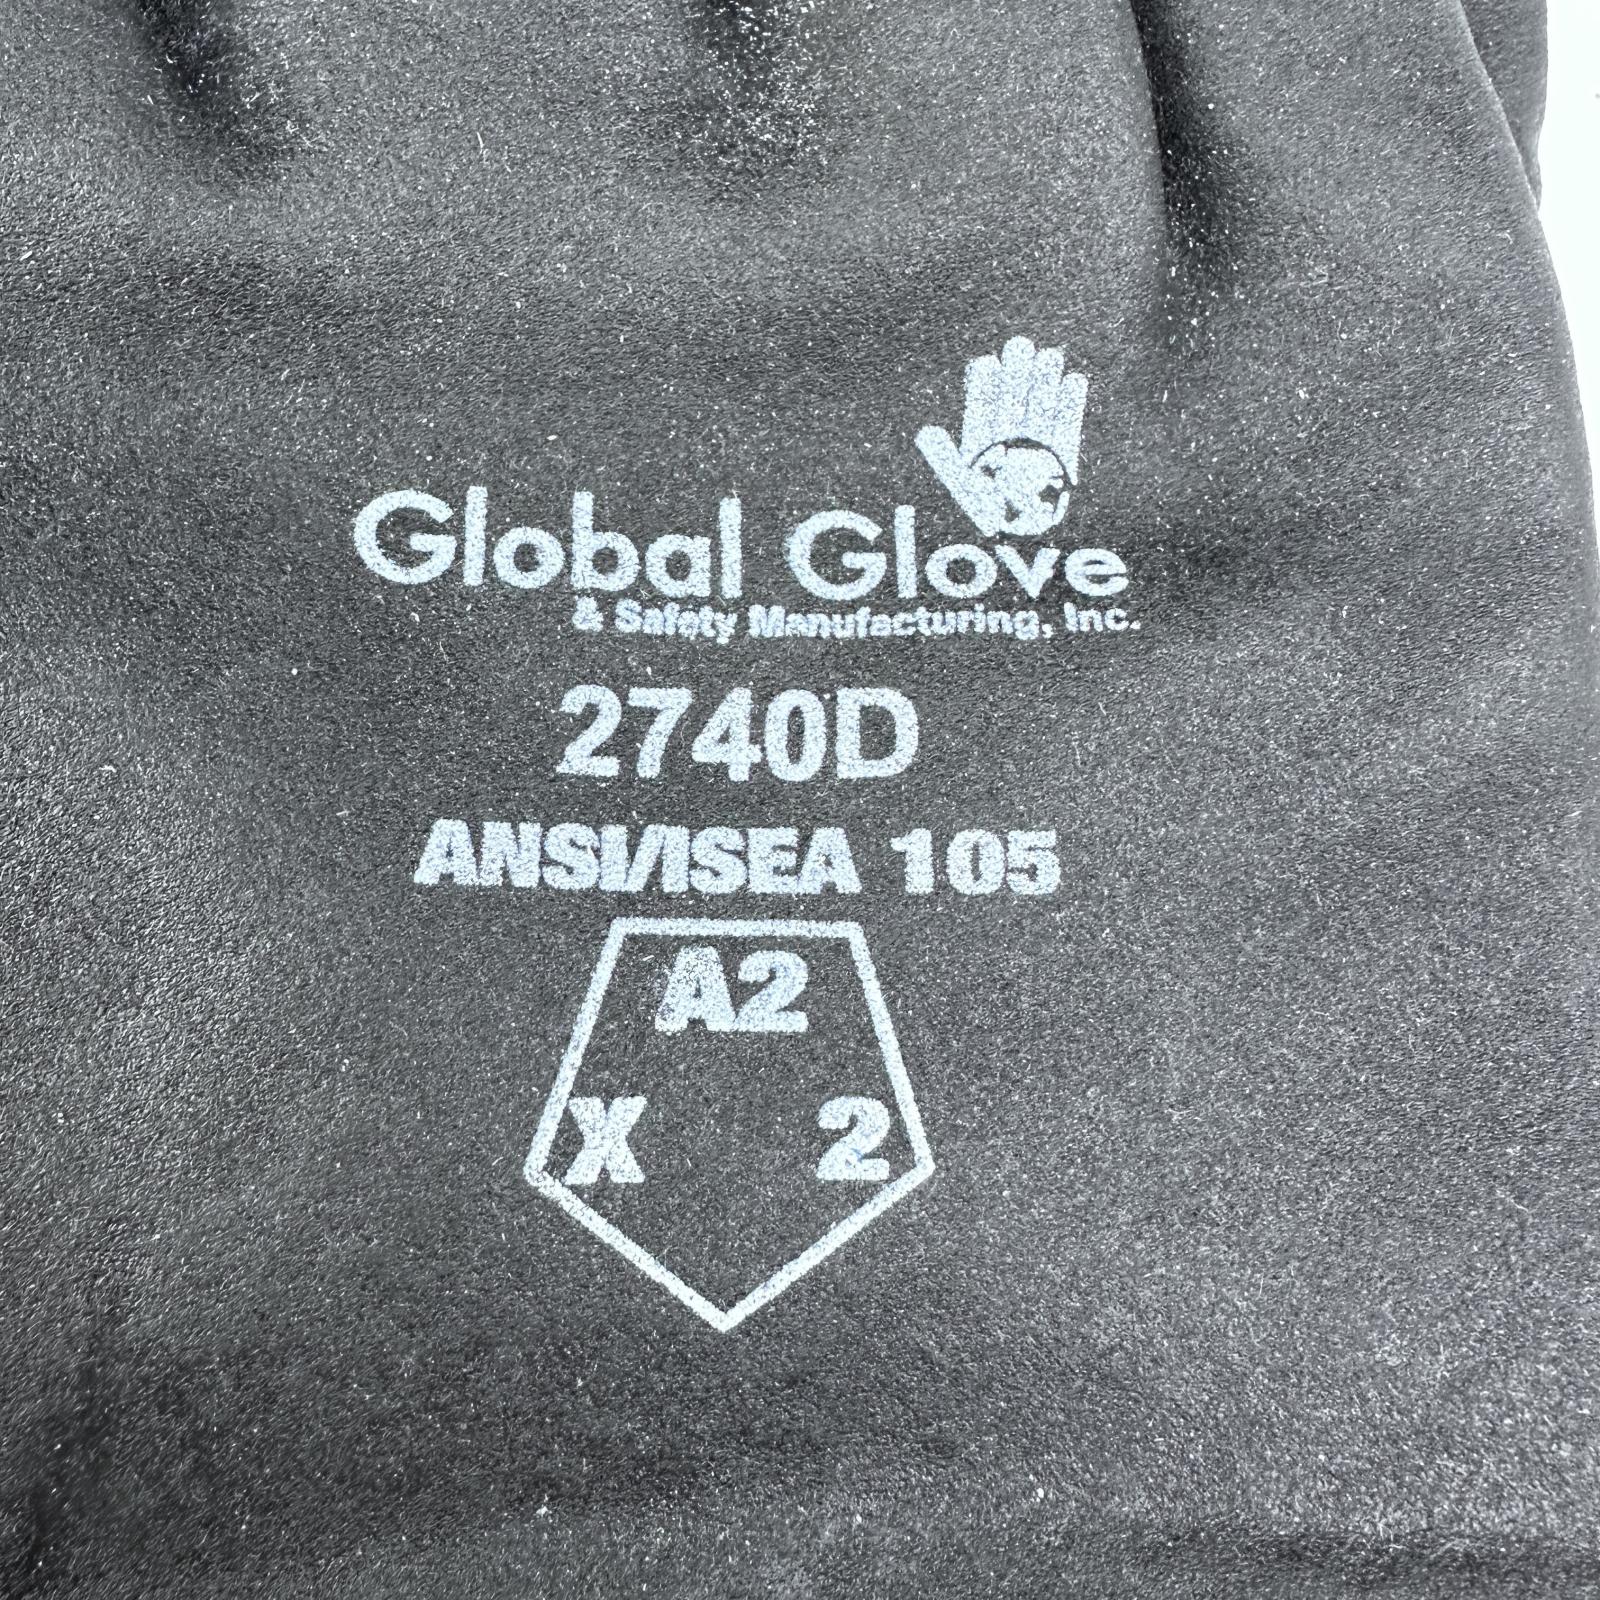 Global Glove
& Safety Manufacturing, Inc.
2740D
ANSI/ISEA 105
A2
X 2